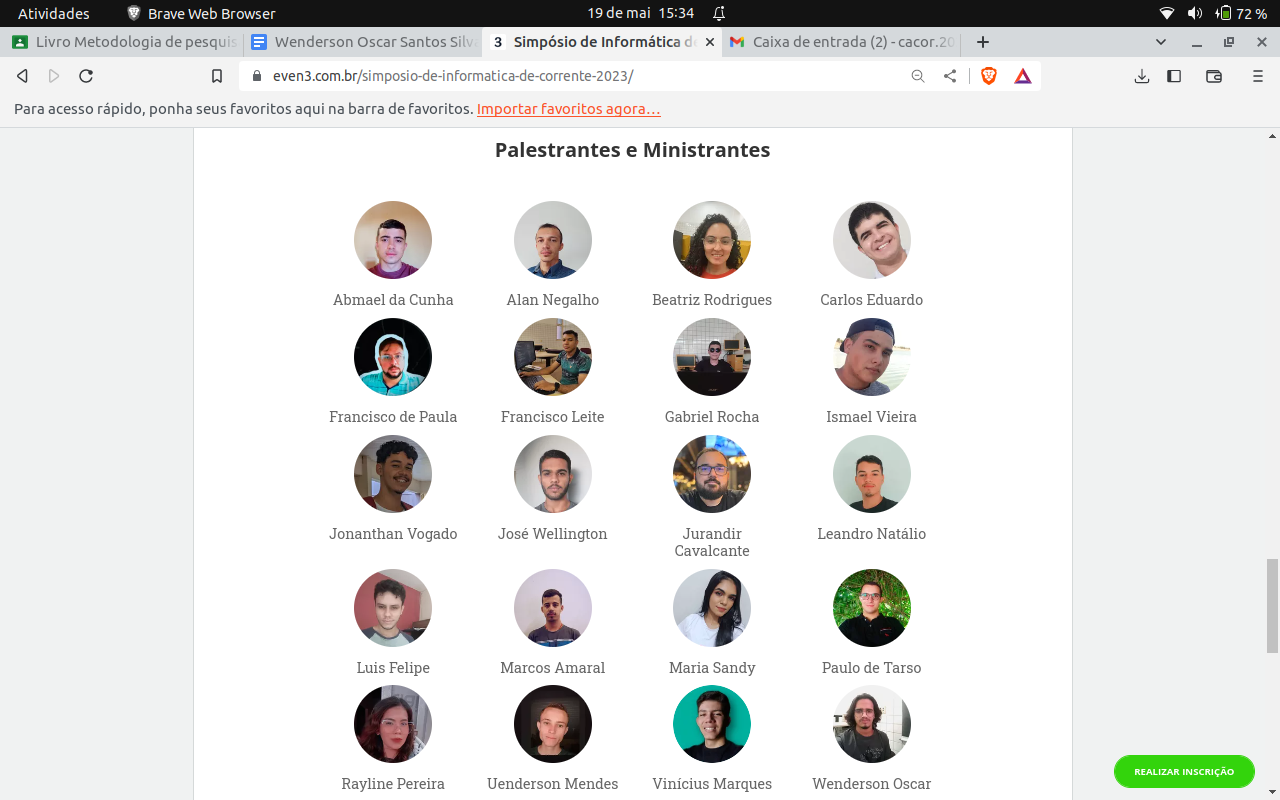 Atividades Brave Web Browser 19 de mai 15:34 72 %
Livro Metodologia de pesquis Wenderson Oscar Santos Silva 3 Simpósio de Informática de Caixa de entrada (2) - cacor.20
even3.com.br/simposio-de-informatica-de-corrente-2023/
Para acesso rápido, ponha seus favoritos aqui na barra de favoritos. Importar favoritos agora…
Palestrantes e Ministrantes
Abmael da Cunha Alan Negalho Beatriz Rodrigues Carlos Eduardo
Francisco de Paula Francisco Leite Gabriel Rocha Ismael Vieira
Jonanthan Vogado José Wellington Jurandir Cavalcante Leandro Natálio
Luis Felipe Marcos Amaral Maria Sandy Paulo de Tarso
Rayline Pereira Uenderson Mendes Vinícius Marques Wenderson Oscar
REALIZAR INSCRIÇÃO